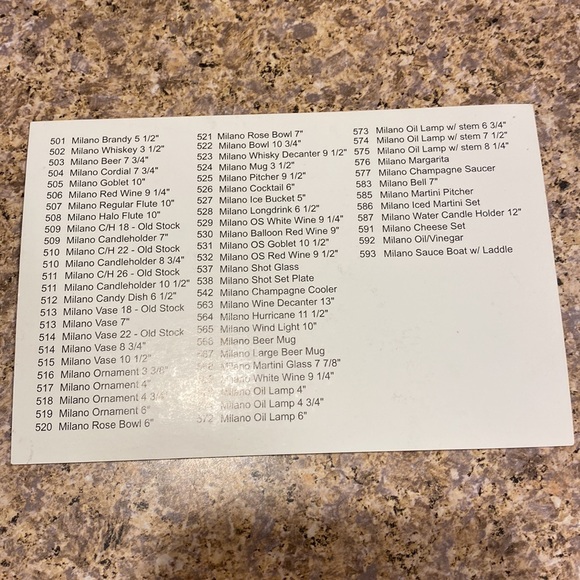 501 Milano Brandy 5 1/2"
502 Milano Whiskey 3 1/2"
503 Milano Beer 7 3/4"
504 Milano Cordial 7 3/4"
505 Milano Goblet 10"
506 Milano Red Wine 9 1/4
507 Milano Regular Flute 10"
508 Milano Halo Flute 10"
509 Milano C/H 18 - Old Stock
509 Milano Candleholder 7"
510 Milano C/H 22 - Old Stock
510 Milano Candleholder 8 3/4"
511 Milano C/H 26 - Old Stock
511 Milano Candleholder 10 1/2"
512 Milano Candy Dish 6 1/2"
513 Milano Vase 18 - Old Stock
513 Milano Vase 7"
514 Milano Vase 22 - Old Stock
514 Milano Vase 8 3/4"
515 Milano Vase 10 1/2"
516 Milano Ornament 3 3/8"
517 Milano Ornament 4"
518 Milano Ornament 4 3/4
519 Milano Ornament 6"
520 Milano Rose Bowl 6"
521 Milano Rose Bowl 7"
522 Milano Bowl 10 3/4"
523 Milano Whisky Decanter 9 1/2"
524 Milano Mug 3 1/2"
525 Milano Pitcher 9 1/2"
526 Milano Cocktail 6"
527 Milano Ice Bucket 5"
528 Milano Longdrink 6 1/2"
529 Milano OS White Wine 9 1/4"
530 Milano Balloon Red Wine 9"
531 Milano OS Goblet 10 1/2"
532 Milano OS Red Wine 9 1/2"
537 Milano Shot Glass
538 Milano Shot Set Plate
542 Milano Champagne Cooler
563 Milano Wine Decanter 13"
564 Milano Hurricane 11 1/2"
565 Milano Wind Light 10"
566 Milano Beer Mug
567 Milano Large Beer Mug
568 Milano Martini Glass 7 7/8"
Milano White Wine 9 1/4"
Milano Oil Lamp 4"
Milano Oil Lamp 4 3/4"
572 Milano Oil Lamp 6"
573 Milano Oil Lamp w/ stem 6 3/4"
574 Milano Oil Lamp w/ stem 7 1/2"
575 Milano Oil Lamp w/ stem 8 1/4"
576 Milano Margarita
577 Milano Champagne Saucer
583 Milano Bell 7"
585 Milano Martini Pitcher
586 Milano Iced Martini Set
587 Milano Water Candle Holder 12"
591 Milano Cheese Set
592 Milano Oil/Vinegar
593 Milano Sauce Boat w/ Laddle